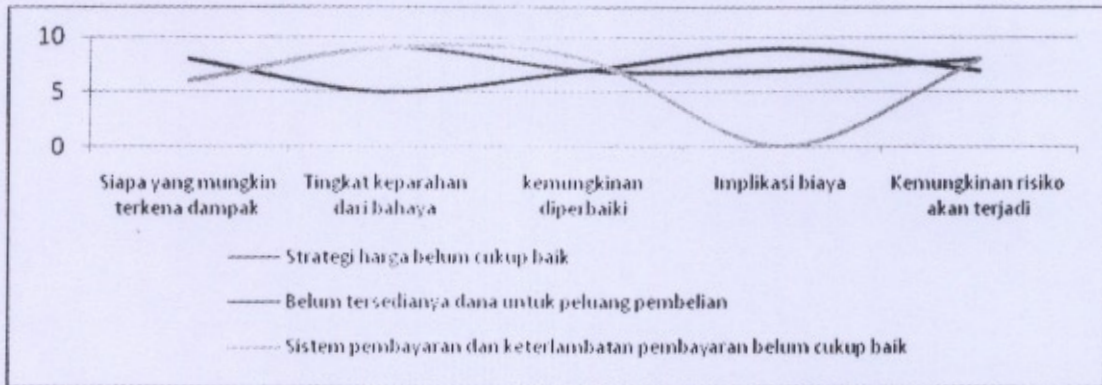 10
5
0
Siapa yang mungkin terkena dampak
Tingkat keparahan dari bahaya
kemungkinan diperbaiki
Implikasi biaya
Kemungkinan risiko akan terjadi
Strategi harga belum cukup baik
Belum tersedianya dana untuk peluang pembelian
Sistem pembayaran dan keterlambatan pembayaran belum cukup baik